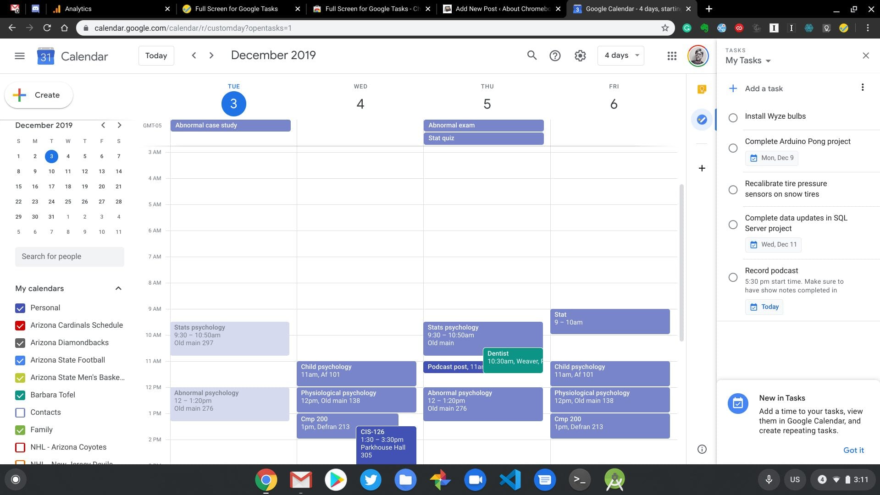 Analytics
Full Screen for Google Tasks
Full Screen for Google Tasks - C
Add New Post ‹ About Chromeb
Google Calendar - 4 days, startin
calendar.google.com/calendar/r/customday?opentasks=1
Calendar
Today
December 2019
4 days
TASKS
My Tasks
Create
Add a task
TUE
3
WED
4
THU
5
FRI
6
December 2019
S M T W T F S
1 2 3 4 5 6 7
8 9 10 11 12 13 14
15 16 17 18 19 20 21
22 23 24 25 26 27 28
29 30 31 1 2 3 4
5 6 7 8 9 10 11
Search for people
My calendars
Personal
Arizona Cardinals Schedule
Arizona Diamondbacks
Arizona State Football
Arizona State Men's Baske...
Barbara Tofel
Contacts
Family
NHL - Arizona Coyotes
NHL - New Jersey Devils
GMT-05
Abnormal case study
Abnormal exam
Stat quiz
3 AM
4 AM
5 AM
6 AM
7 AM
8 AM
9 AM
10 AM
11 AM
12 PM
1 PM
2 PM
Stats psychology
9:30 – 10:50am
Old main 297
Abnormal psychology
12 – 1:20pm
Old main 276
Child psychology
11am, Af 101
Physiological psychology
12pm, Old main 138
Cmp 200
1pm, Defran 213
CIS-126
1:30 – 3:30pm
Parkhouse Hall
305
Stats psychology
9:30 – 10:50am
Old main
Dentist
10:30am, Weaver,
Podcast post, 11a
Abnormal psychology
12 – 1:20pm
Old main 276
Stat
9 – 10am
Child psychology
11am, Af 101
Physiological psychology
12pm, Old main 138
Cmp 200
1pm, Defran 213
Install Wyze bulbs
Complete Arduino Pong project
Mon, Dec 9
Recalibrate tire pressure
sensors on snow tires
Complete data updates in SQL
Server project
Wed, Dec 11
Record podcast
5:30 pm start time. Make sure to
have show notes completed in
Today
New in Tasks
Add a time to your tasks, view
them in Google Calendar, and
create repeating tasks.
Got it
US
4
3:11